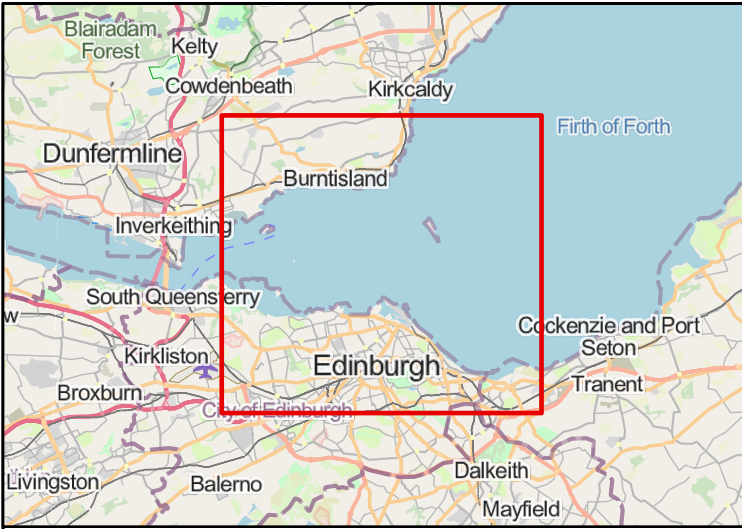 Blairadam
Forest
Kelty
Cowdenbeath
Kirkcaldy
Firth of Forth
Dunfermline
Burntisland
Inverkeithing
South Queensferry
w
Cockenzie and Port
Seton
Kirkliston
Edinburgh
Tranent
Broxburn
City of Edinburgh
Livingston
Balerno
Dalkeith
Mayfield